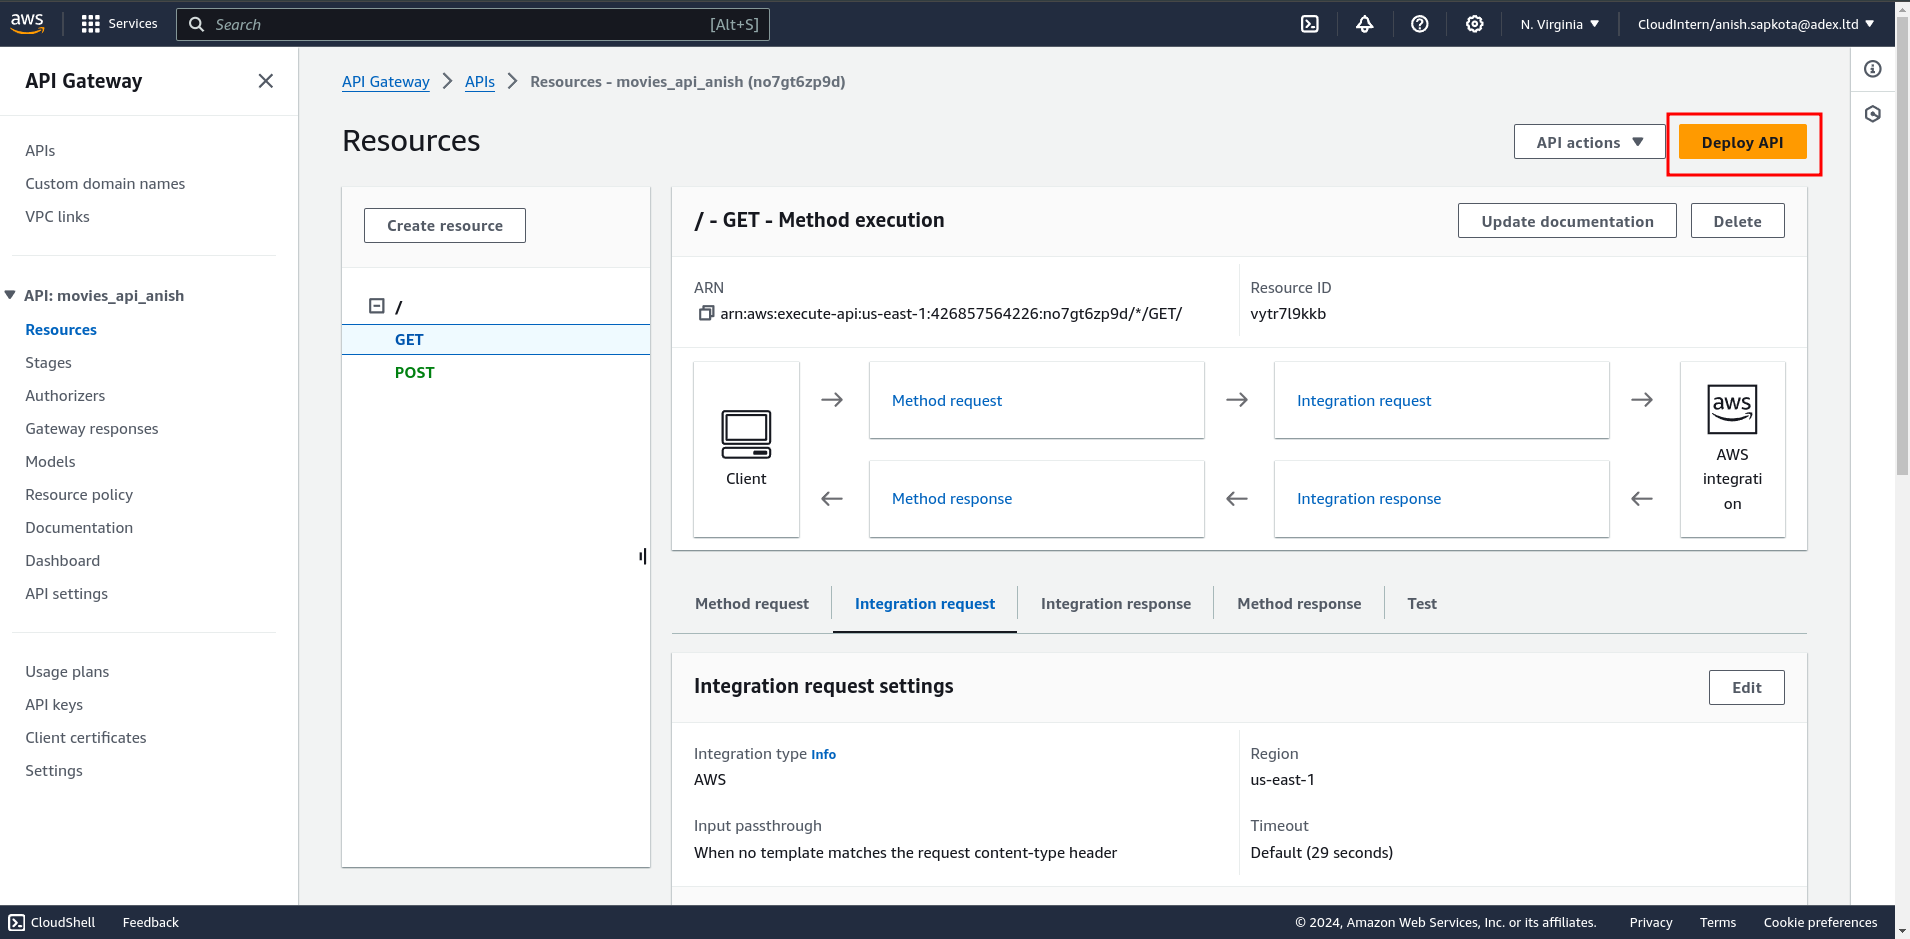 aws
Services
Search
[Alt+S]
N. Virginia
CloudIntern/anish.sapkota@adex.ltd
API Gateway
APIs
Custom domain names
VPC links
API: movies_api_anish
Resources
Stages
Authorizers
Gateway responses
Models
Resource policy
Documentation
Dashboard
API settings
Usage plans
API keys
Client certificates
Settings
API Gateway
APIs
Resources - movies_api_anish (no7gt6zp9d)
Resources
API actions
Deploy API
Create resource
/
GET
POST
/ - GET - Method execution
Update documentation
Delete
ARN
arn:aws:execute-api:us-east-1:426857564226:no7gt6zp9d/*/GET/
Resource ID
vytr7l9kkb
Client
Method request
Integration request
Method response
Integration response
aws
AWS
integrati
on
Method request
Integration request
Integration response
Method response
Test
Integration request settings
Edit
Integration type Info
AWS
Region
us-east-1
Input passthrough
When no template matches the request content-type header
Timeout
Default (29 seconds)
CloudShell
Feedback
© 2024, Amazon Web Services, Inc. or its affiliates.
Privacy
Terms
Cookie preferences